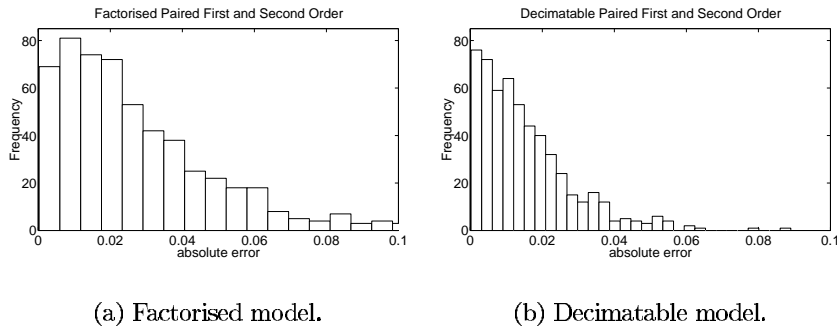 Factorised Paired First and Second Order
80
60
40
20
0
Frequency
0 0.02 0.04 0.06 0.08 0.1
absolute error
(a) Factorised model.
Decimatable Paired First and Second Order
80
60
40
20
0
Frequency
0 0.02 0.04 0.06 0.08 0.1
absolute error
(b) Decimatable model.